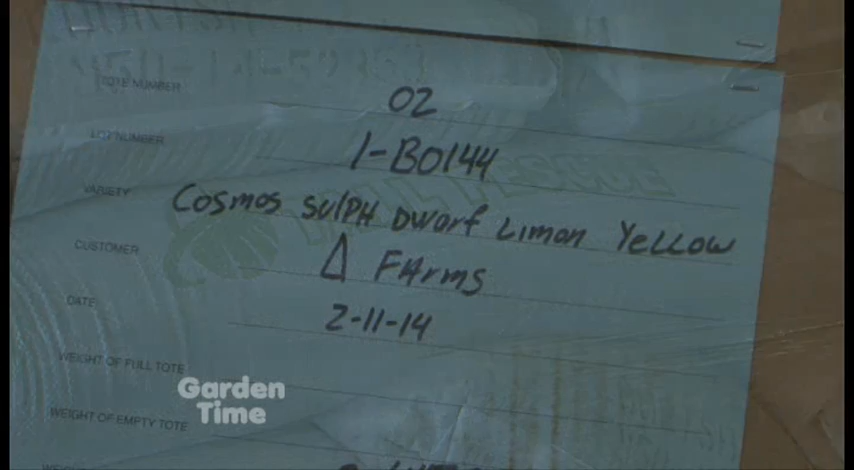 TOTE NUMBER 02
LOT NUMBER 1-B0144
VARIETY Cosmos SulPH Dwarf Limon Yellow
CUSTOMER Δ FArms
DATE 2-11-14
WEIGHT OF FULL TOTE
WEIGHT OF EMPTY TOTE
Garden
Time